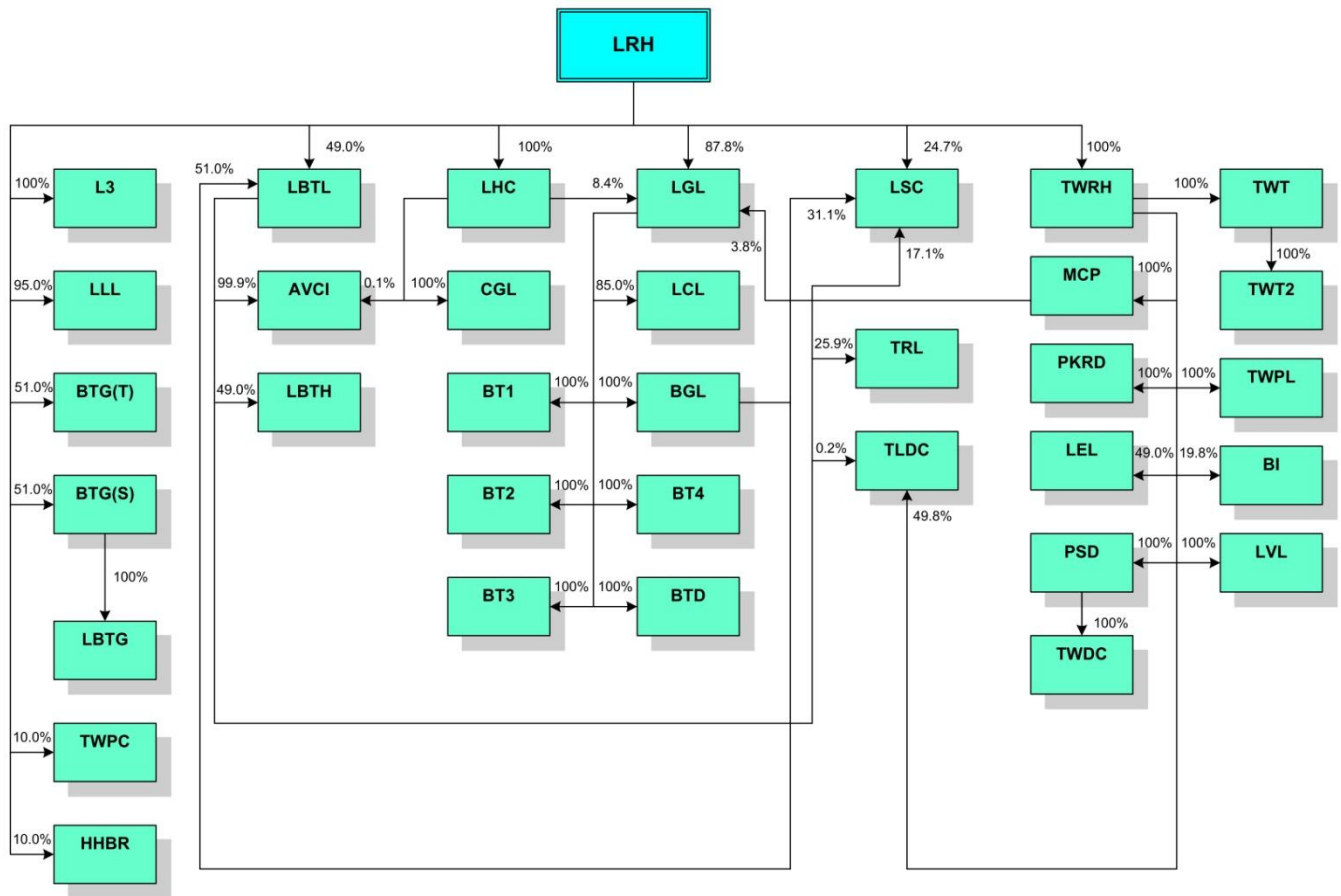 LRH
49.0%
100%
87.8%
24.7%
100%
51.0%
100%
L3
LBTL
LHC
8.4%
LGL
31.1%
LSC
TWRH
100%
TWT
3.8%
17.1%
95.0%
LLL
99.9%
AVCI
0.1%
100%
CGL
85.0%
LCL
MCP
100%
100%
TWT2
25.9%
TRL
51.0%
BTG(T)
49.0%
LBTH
BT1
100%
100%
BGL
PKRD
100%
100%
TWPL
0.2%
TLDC
49.8%
51.0%
BTG(S)
BT2
100%
100%
BT4
LEL
49.0%
19.8%
BI
100%
PSD
100%
100%
LVL
BT3
100%
100%
BTD
LBTG
100%
TWDC
10.0%
TWPC
10.0%
HHBR